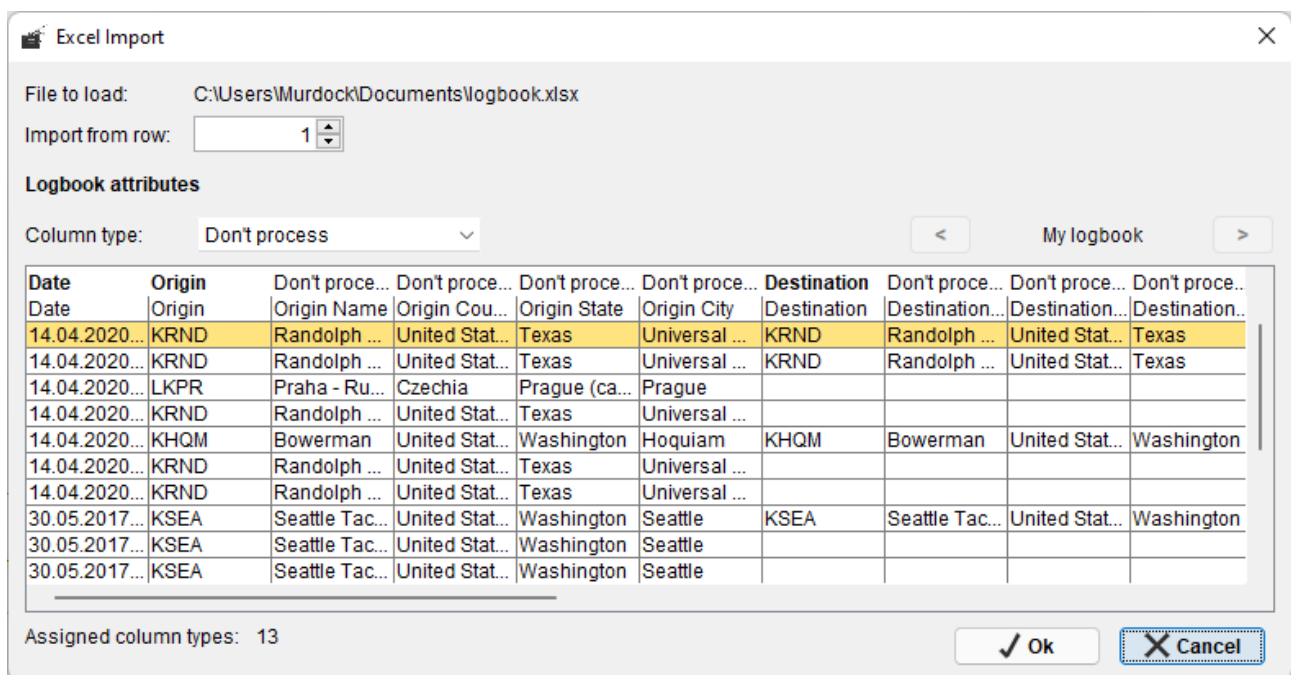 Excel Import
File to load: C:\Users\Murdock\Documents\logbook.xlsx
Import from row: 1
Logbook attributes
Column type: Don't process < My logbook >
Date Origin Don't proce... Don't proce... Don't proce... Don't proce... Destination Don't proce... Don't proce... Don't proce...
Date Origin Origin Name Origin Cou... Origin State Origin City Destination Destination... Destination... Destination...
14.04.2020... KRND Randolph ... United Stat... Texas Universal ... KRND Randolph ... United Stat... Texas
14.04.2020... KRND Randolph ... United Stat... Texas Universal ... KRND Randolph ... United Stat... Texas
14.04.2020... LKPR Praha - Ru... Czechia Prague (ca... Prague
14.04.2020... KRND Randolph ... United Stat... Texas Universal ...
14.04.2020... KHQM Bowerman United Stat... Washington Hoquiam KHQM Bowerman United Stat... Washington
14.04.2020... KRND Randolph ... United Stat... Texas Universal ...
14.04.2020... KRND Randolph ... United Stat... Texas Universal ...
30.05.2017... KSEA Seattle Tac... United Stat... Washington Seattle KSEA Seattle Tac... United Stat... Washington
30.05.2017... KSEA Seattle Tac... United Stat... Washington Seattle
30.05.2017... KSEA Seattle Tac... United Stat... Washington Seattle
Assigned column types: 13 Ok Cancel